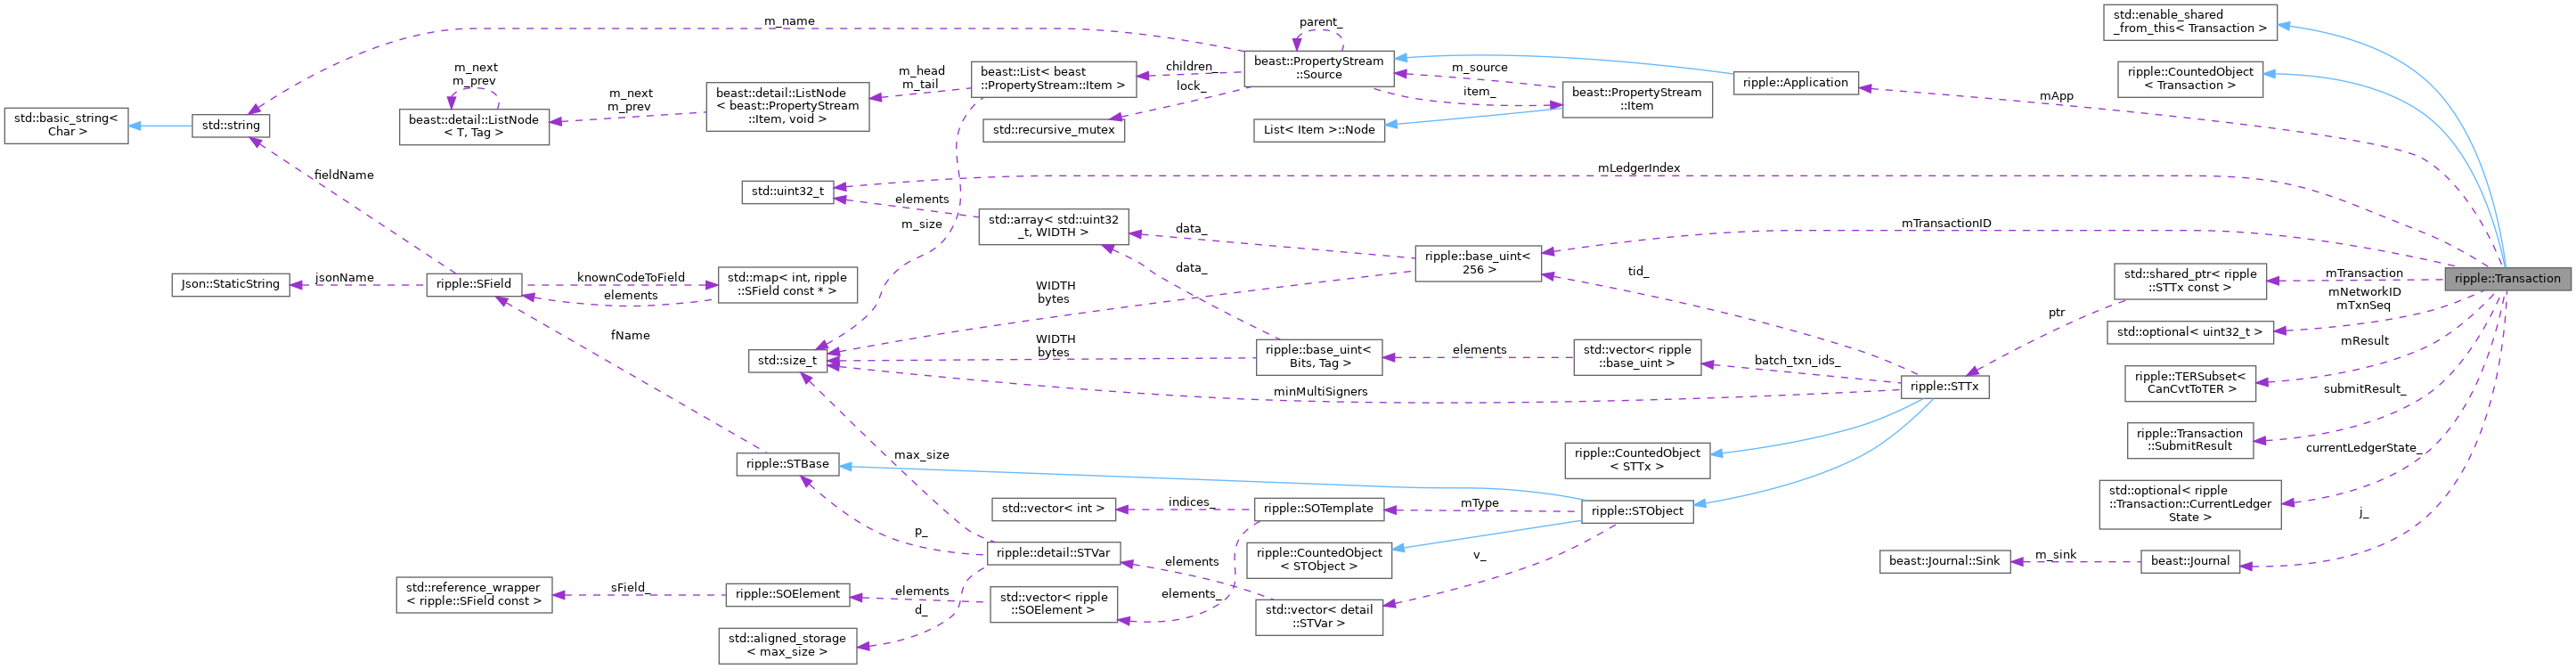 std::enable_shared
_from_this< Transaction >
m_name
parent_
beast::PropertyStream
::Source
m_source
children_
item_
lock_
beast::List< beast
::PropertyStream::Item >
m_head
m_tail
m_next
m_prev
beast::detail::ListNode
< beast::PropertyStream
::Item, void >
m_next
m_prev
beast::detail::ListNode
< T, Tag >
std::basic_string<
Char >
std::string
std::recursive_mutex
List< Item >::Node
beast::PropertyStream
::Item
ripple::Application
mApp
ripple::CountedObject
< Transaction >
fieldName
mLedgerIndex
std::uint32_t
elements
m_size
std::array< std::uint32
_t, WIDTH >
data_
mTransactionID
ripple::base_uint<
256 >
data_
tid_
Json::StaticString
jsonName
ripple::SField
knownCodeToField
elements
std::map< int, ripple
::SField const * >
WIDTH
bytes
std::shared_ptr< ripple
::STTx const >
mTransaction
ripple::Transaction
mNetworkID
mTxnSeq
ptr
std::optional< uint32_t >
fName
std::size_t
WIDTH
bytes
ripple::base_uint<
Bits, Tag >
elements
std::vector< ripple
::base_uint >
batch_txn_ids_
ripple::STTx
mResult
ripple::TERSubset<
CanCvtToTER >
minMultiSigners
submitResult_
ripple::Transaction
::SubmitResult
ripple::STBase
max_size
ripple::CountedObject
< STTx >
currentLedgerState_
std::optional< ripple
::Transaction::CurrentLedger
State >
std::vector< int >
indices_
ripple::SOTemplate
mType
ripple::STObject
j_
p_
ripple::detail::STVar
elements
ripple::CountedObject
< STObject >
v_
beast::Journal::Sink
m_sink
beast::Journal
std::reference_wrapper
< ripple::SField const >
sField_
ripple::SOElement
elements
d_
std::vector< ripple
::SOElement >
elements_
std::vector< detail
::STVar >
std::aligned_storage
< max_size >